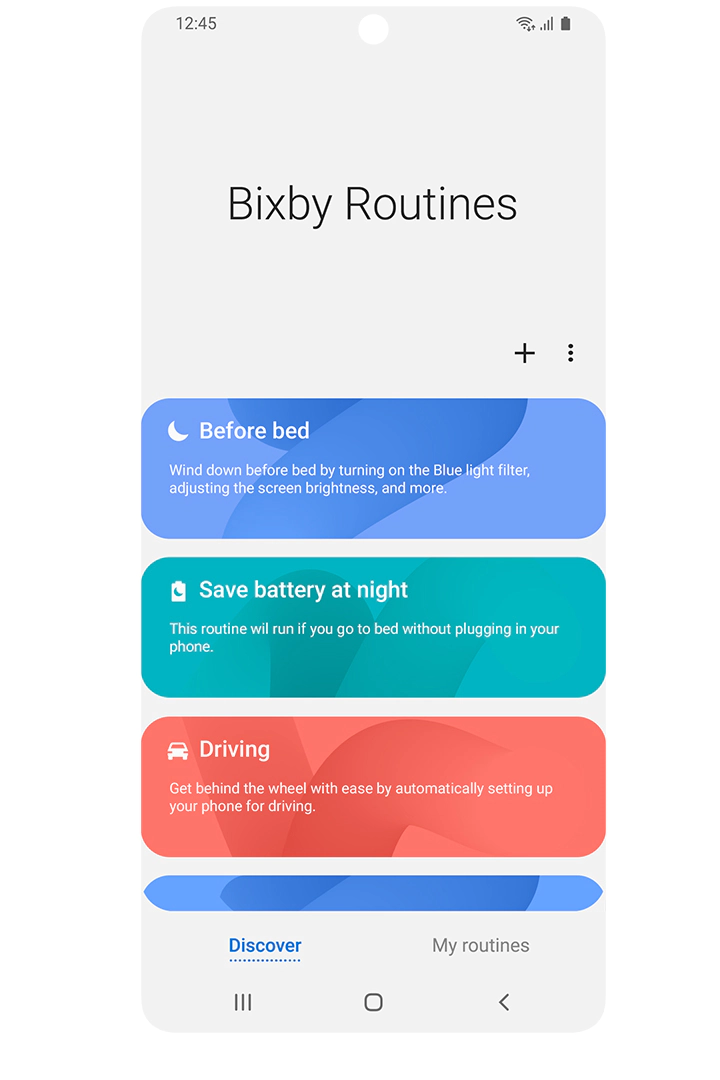 12:45
Bixby Routines
Before bed
Wind down before bed by turning on the Blue light filter,
adjusting the screen brightness, and more.
Save battery at night
This routine wil run if you go to bed without plugging in your
phone.
Driving
Get behind the wheel with ease by automatically setting up
your phone for driving.
Discover
My routines